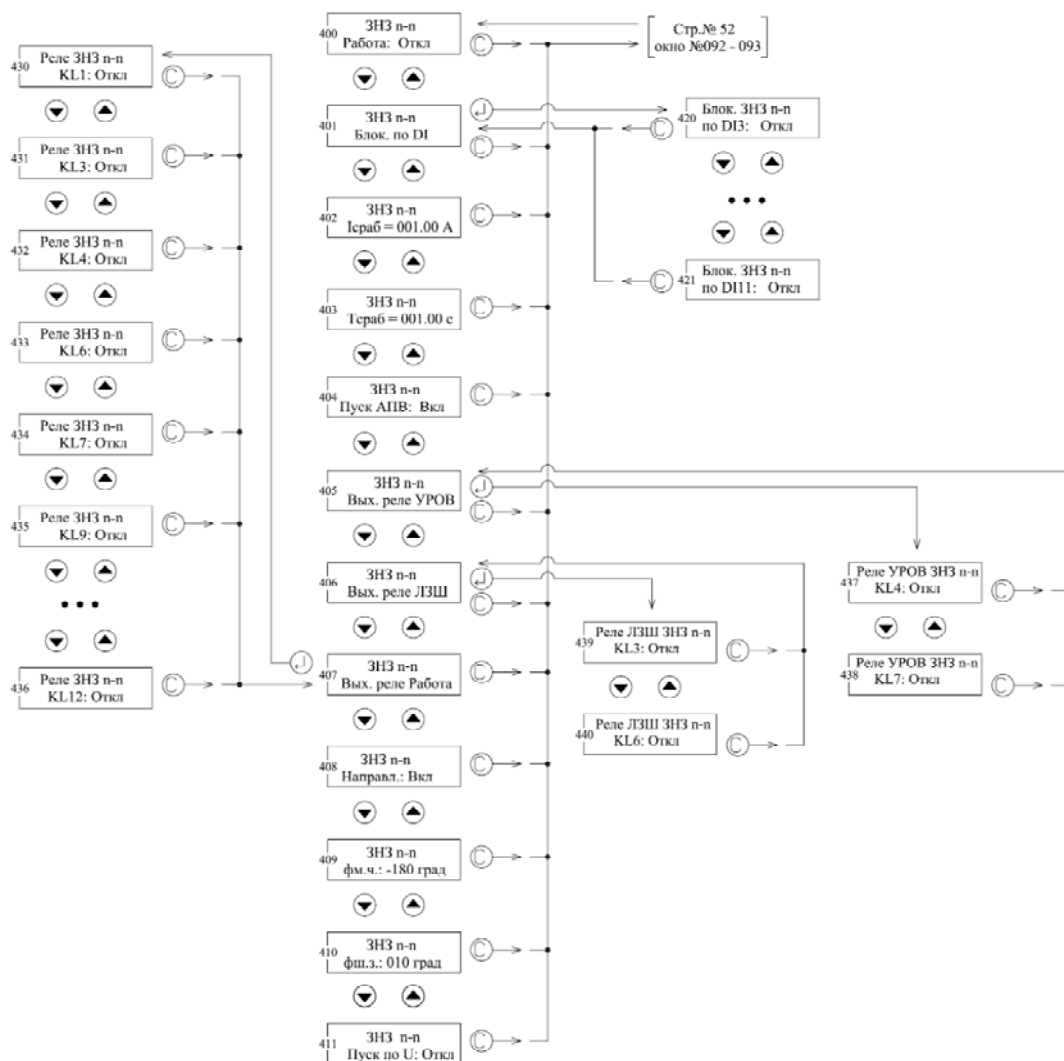 400
ЗНЗ n-n
Работа: Откл
С
Стр.№ 52
окно №092 - 093
430
Реле ЗНЗ n-n
KL1: Откл
С
431
Реле ЗНЗ n-n
KL3: Откл
С
432
Реле ЗНЗ n-n
KL4: Откл
С
433
Реле ЗНЗ n-n
KL6: Откл
С
434
Реле ЗНЗ n-n
KL7: Откл
С
435
Реле ЗНЗ n-n
KL9: Откл
С
436
Реле ЗНЗ n-n
KL12: Откл
С
401
ЗНЗ n-n
Блок. по DI
С
402
ЗНЗ n-n
Iсраб = 001.00 А
С
403
ЗНЗ n-n
Tсраб = 001.00 с
С
404
ЗНЗ n-n
Пуск АПВ: Вкл
С
405
ЗНЗ n-n
Вых. реле УРОВ
С
406
ЗНЗ n-n
Вых. реле ЛЗШ
С
407
ЗНЗ n-n
Вых. реле Работа
С
408
ЗНЗ n-n
Направл.: Вкл
С
409
ЗНЗ n-n
фм.ч.: -180 град
С
410
ЗНЗ n-n
фш.з.: 010 град
С
411
ЗНЗ n-n
Пуск по U: Откл
С
420
Блок. ЗНЗ n-n
по DI3: Откл
С
421
Блок. ЗНЗ n-n
по DI11: Откл
С
439
Реле ЛЗШ ЗНЗ n-n
KL3: Откл
С
440
Реле ЛЗШ ЗНЗ n-n
KL6: Откл
С
437
Реле УРОВ ЗНЗ n-n
KL4: Откл
С
438
Реле УРОВ ЗНЗ n-n
KL7: Откл
С